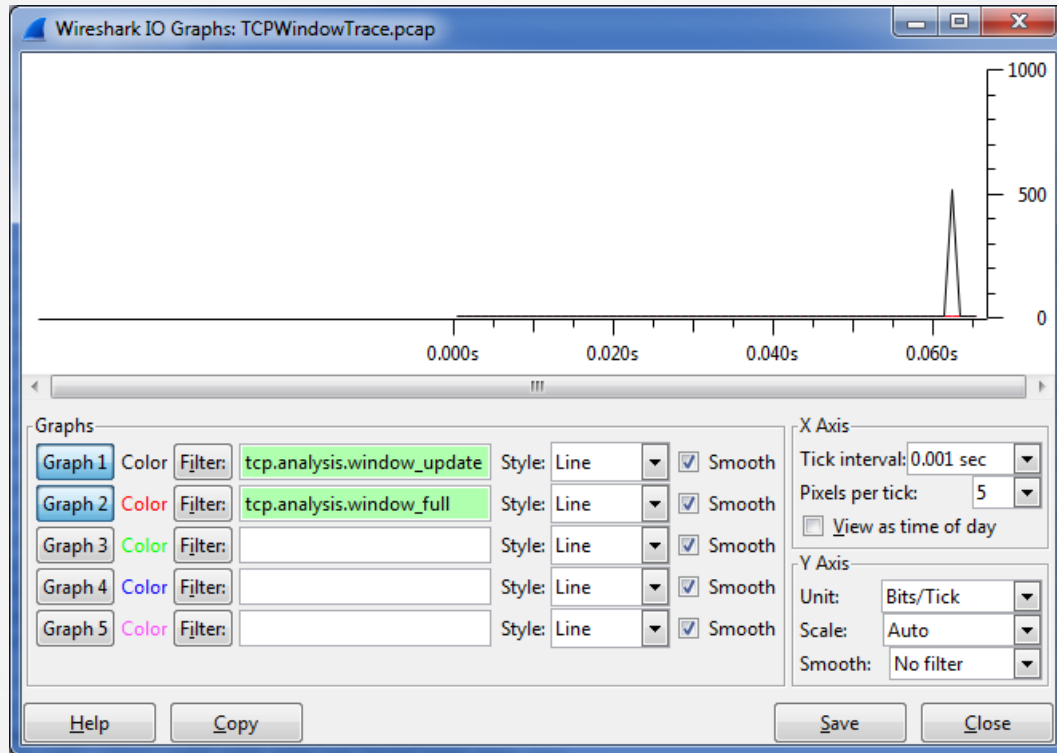 Wireshark IO Graphs: TCPWindowTrace.pcap
1000
500
0
0.000s 0.020s 0.040s 0.060s
Graphs
Graph 1 Color Filter: tcp.analysis.window_update Style: Line Smooth
Graph 2 Color Filter: tcp.analysis.window_full Style: Line Smooth
Graph 3 Color Filter: Style: Line Smooth
Graph 4 Color Filter: Style: Line Smooth
Graph 5 Color Filter: Style: Line Smooth
X Axis
Tick interval: 0.001 sec
Pixels per tick: 5
View as time of day
Y Axis
Unit: Bits/Tick
Scale: Auto
Smooth: No filter
Help Copy Save Close